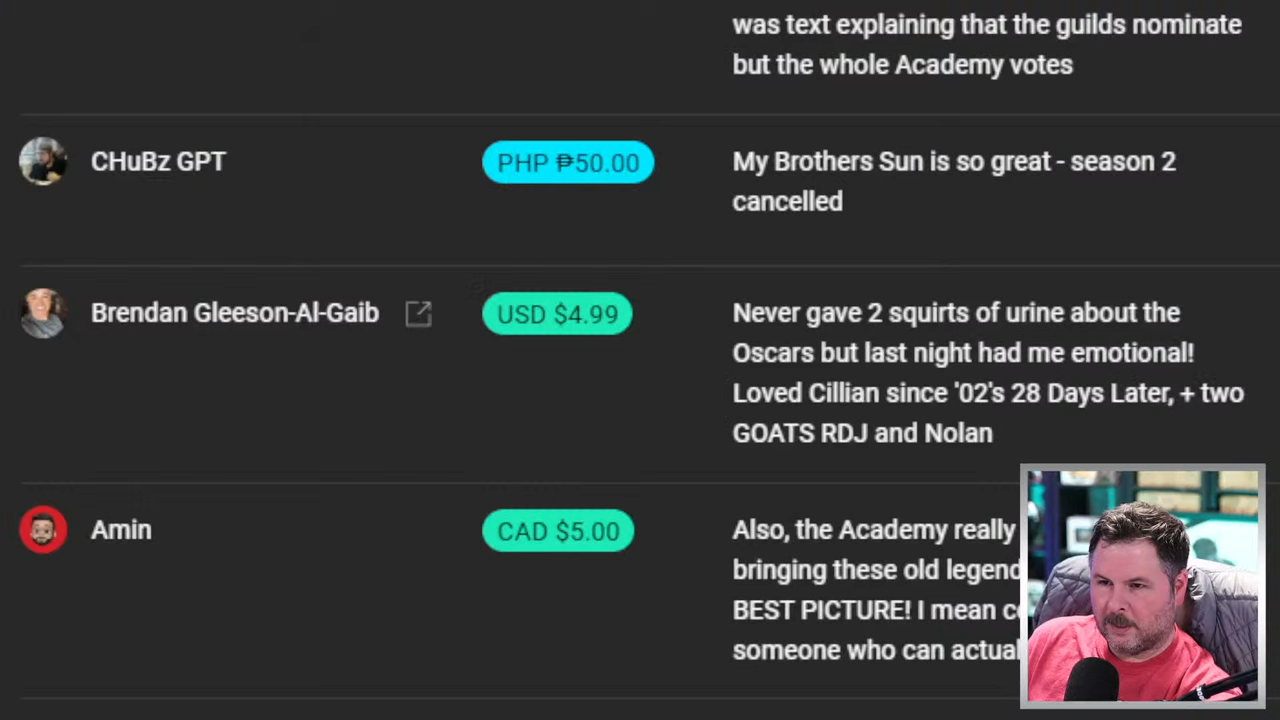 was text explaining that the guilds nominate
but the whole Academy votes
CHuBz GPT
PHP ₱50.00
My Brothers Sun is so great - season 2
cancelled
Brendan Gleeson-Al-Gaib
USD $4.99
Never gave 2 squirts of urine about the
Oscars but last night had me emotional!
Loved Cillian since '02's 28 Days Later, + two
GOATS RDJ and Nolan
Amin
CAD $5.00
Also, the Academy really
bringing these old legend
BEST PICTURE! I mean
someone who can actual